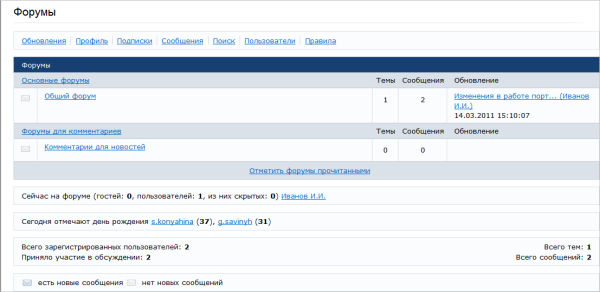 Форумы
Обновления Профиль Подписки Сообщения Поиск Пользователи Правила
Форумы
Основные форумы Темы Сообщения Обновление
Общий форум 1 2 Изменения в работе порт... (Иванов И.И.)
14.03.2011 15:10:07
Форумы для комментариев Темы Сообщения Обновление
Комментарии для новостей 0 0
Отметить форумы прочитанными
Сейчас на форуме (гостей: 0, пользователей: 1, из них скрытых: 0) Иванов И.И.
Сегодня отмечают день рождения s.konyahina (37), g.savinyh (31)
Всего зарегистрированных пользователей: 2 Всего тем: 1
Приняло участие в обсуждении: 2 Всего сообщений: 2
есть новые сообщения нет новых сообщений